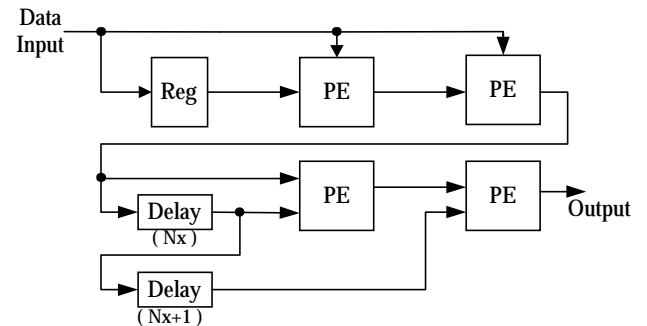 Data
Input
Reg
PE
PE
PE
PE
Delay
( Nx )
Output
Delay
( Nx+1 )